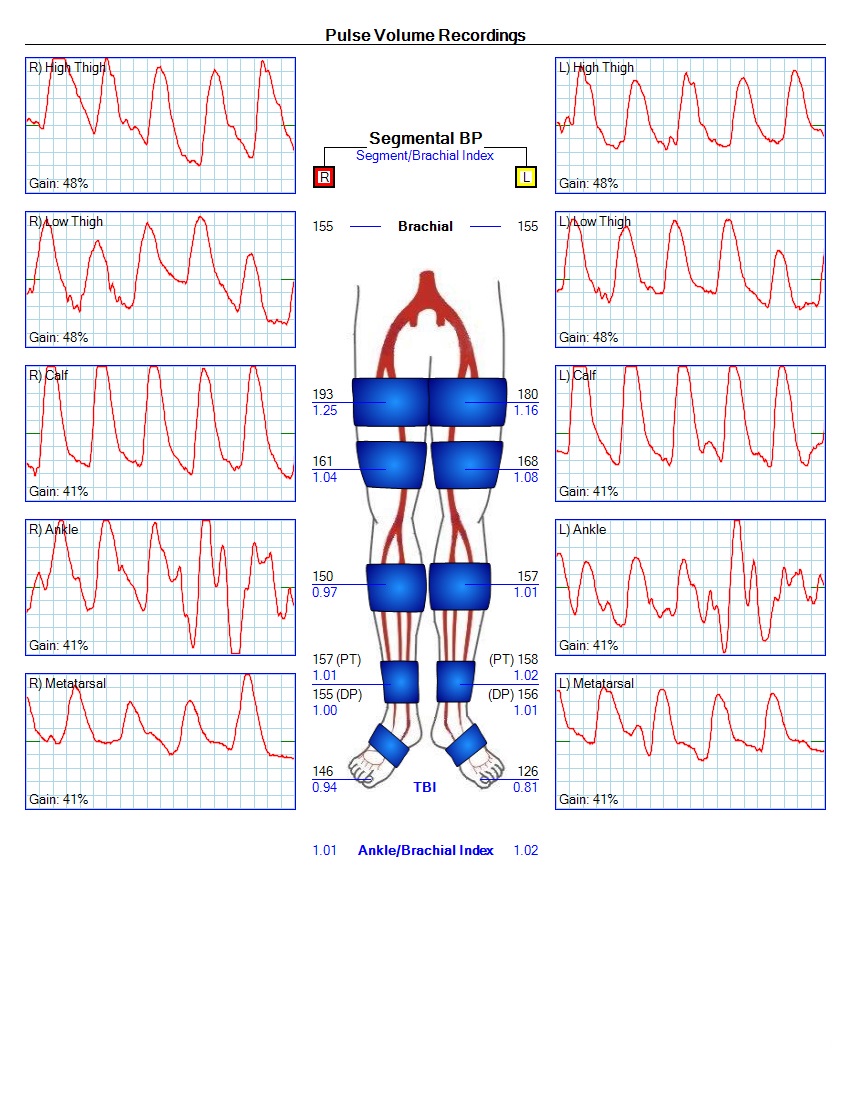 Pulse Volume Recordings
R) High Thigh
Gain: 48%
L) High Thigh
Gain: 48%
Segmental BP
Segment/Brachial Index
R
L
155 Brachial 155
R) Low Thigh
Gain: 48%
L) Low Thigh
Gain: 48%
R) Calf
Gain: 41%
L) Calf
Gain: 41%
193 180
1.25 1.16
161 168
1.04 1.08
R) Ankle
Gain: 41%
L) Ankle
Gain: 41%
150 157
0.97 1.01
157 (PT) (PT) 158
1.01 1.02
155 (DP) (DP) 156
1.00 1.01
R) Metatarsal
Gain: 41%
L) Metatarsal
Gain: 41%
146 126
0.94 TBI 0.81
1.01 Ankle/Brachial Index 1.02